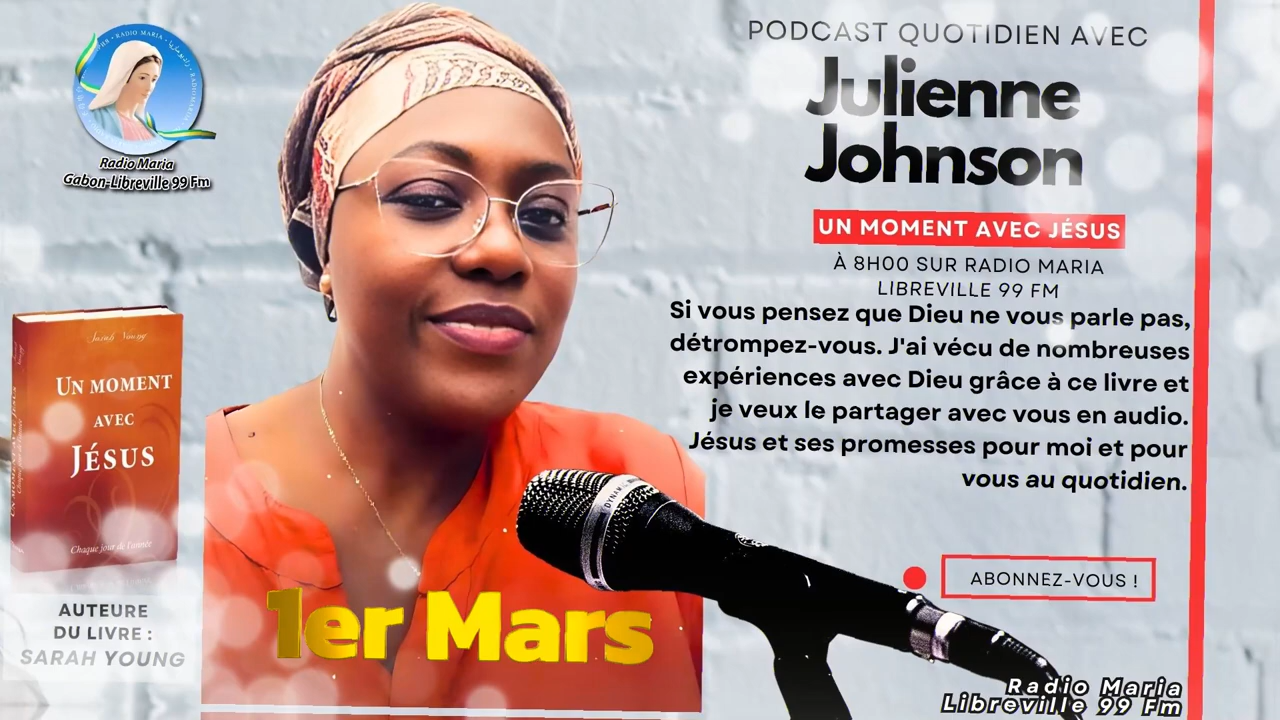 RADIO MARIA
Radio Maria
Gabon-Libreville 99 Fm
PODCAST QUOTIDIEN AVEC
Julienne
Johnson
UN MOMENT AVEC JÉSUS
À 8H00 SUR RADIO MARIA
LIBREVILLE 99 FM
Si vous pensez que Dieu ne vous parle pas,
détrompez-vous. J'ai vécu de nombreuses
expériences avec Dieu grâce à ce livre et
je veux le partager avec vous en audio.
Jésus et ses promesses pour moi et pour
vous au quotidien.
Sarah Young
UN MOMENT
AVEC
JÉSUS
Chaque jour de l'année
AUTEURE
DU LIVRE :
SARAH YOUNG
1er Mars
ABONNEZ-VOUS !
Radio Maria
Libreville 99 Fm